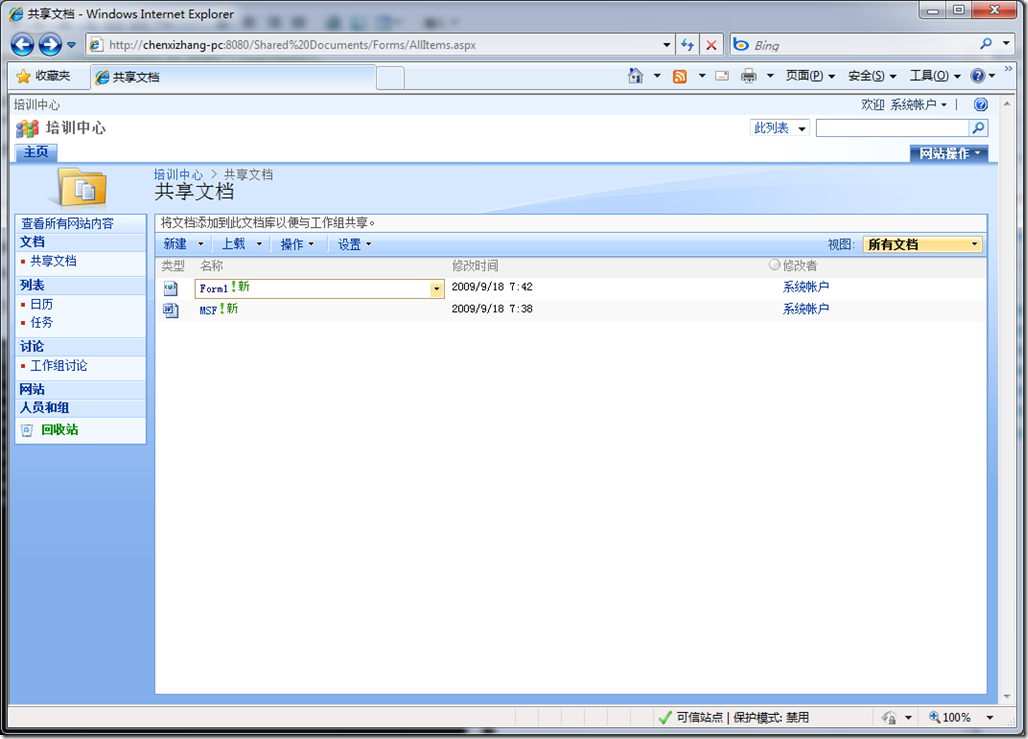 共享文档 - Windows Internet Explorer
http://chenxizhang-pc:8080/Shared%20Documents/Forms/AllItems.aspx
Bing
收藏夹
共享文档
页面(P)
安全(S)
工具(O)
培训中心
欢迎 系统帐户
培训中心
此列表
主页
网站操作
培训中心 > 共享文档
共享文档
查看所有网站内容
文档
共享文档
列表
日历
任务
讨论
工作组讨论
网站
人员和组
回收站
将文档添加到此文档库以便与工作组共享。
新建 上载 操作 设置 视图: 所有文档
类型 名称 修改时间 修改者
Form1 ! 新 2009/9/18 7:42 系统帐户
MSF ! 新 2009/9/18 7:38 系统帐户
可信站点 | 保护模式: 禁用
100%